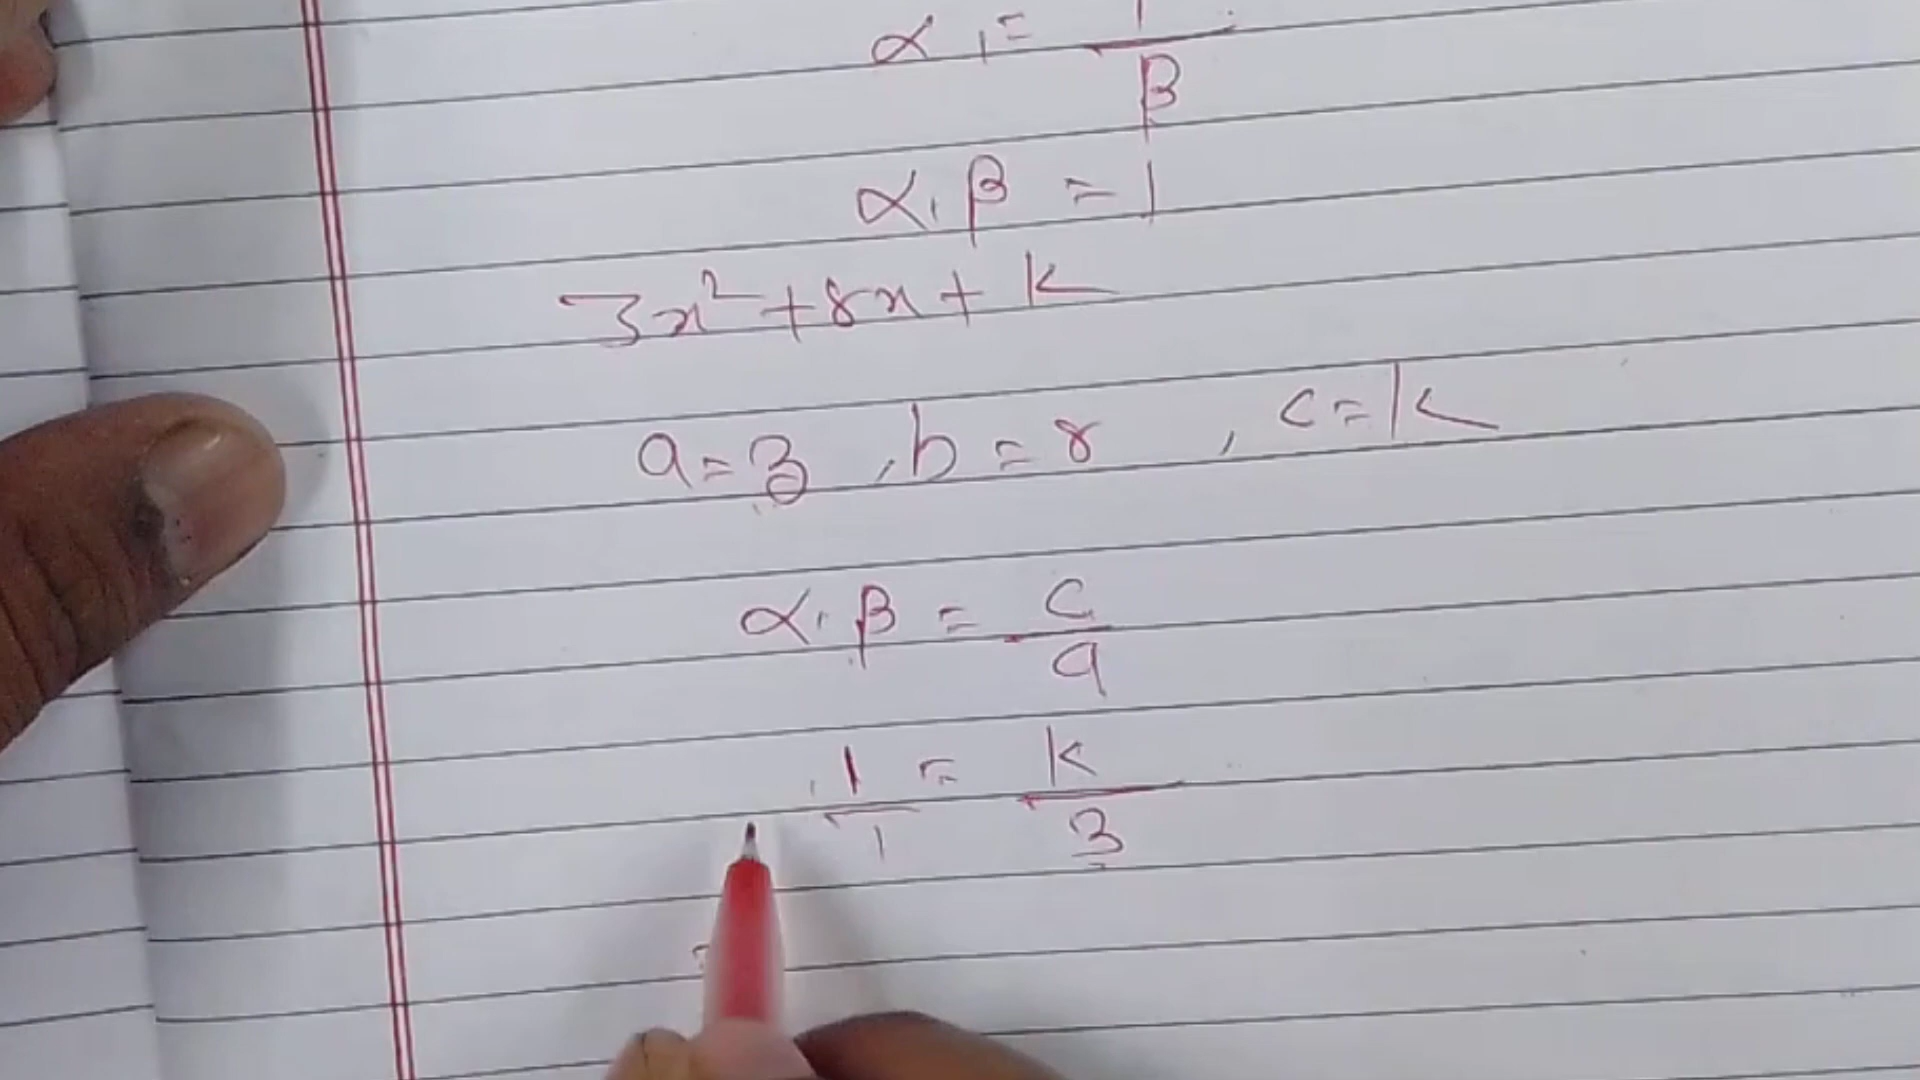 α . = 1/β
α . β = 1
3x² + 8x + k
a = 3 , b = 8 , c = k
α . β = c/a
1/1 = k/3